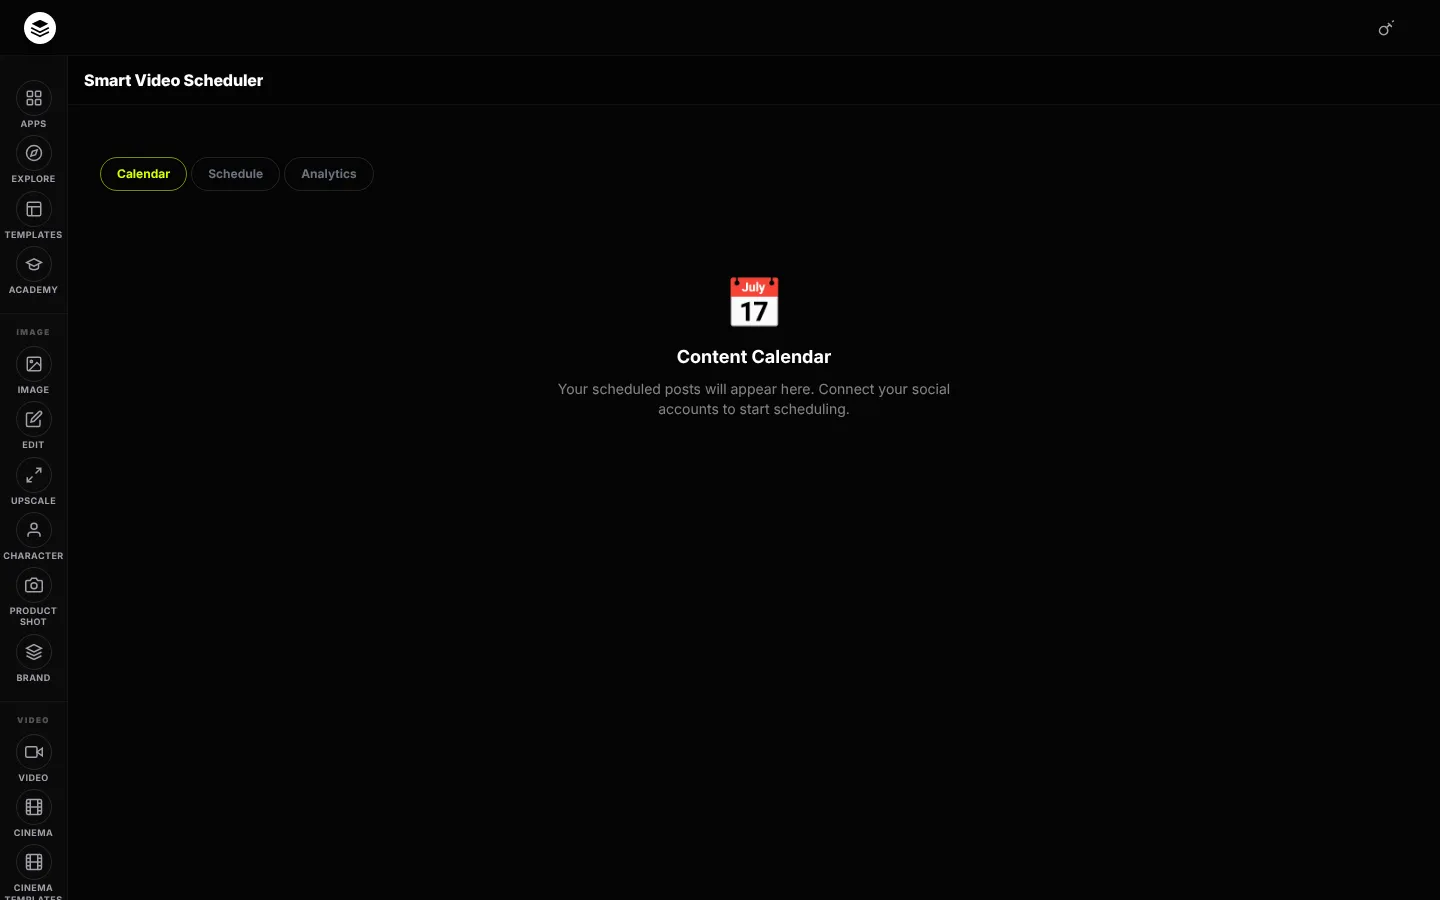 Smart Video Scheduler
APPS
EXPLORE
TEMPLATES
ACADEMY
IMAGE
IMAGE
EDIT
UPSCALE
CHARACTER
PRODUCT
SHOT
BRAND
VIDEO
VIDEO
CINEMA
CINEMA
TEMPLATES
Calendar
Schedule
Analytics
July
17
Content Calendar
Your scheduled posts will appear here. Connect your social
accounts to start scheduling.